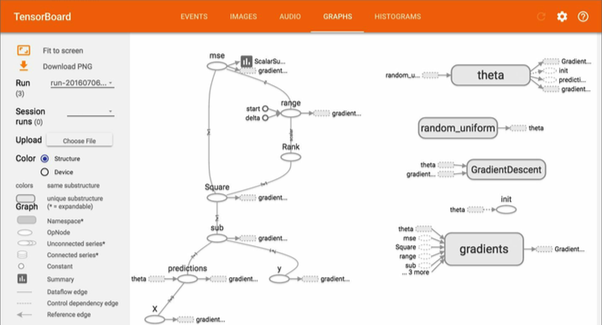 TensorBoard EVENTS IMAGES AUDIO GRAPHS HISTOGRAMS
Fit to screen
Download PNG
Run run-20160706...
(3)
Session
runs (0)
Upload Choose File
Color Structure
Device
colors same substructure
unique substructure
Graph (* = expandable)
Namespace*
OpNode
Unconnected series*
Connected series*
Constant
Summary
Dataflow edge
Control dependency edge
Reference edge
mse
ScalarSu...
gradient...
start
delta
range
gradient...
Rank
Square
gradient...
sub
gradient...
predictions
theta
gradient...
y
gradient...
X
gradient...
random_u...
theta
Gradient...
init
predicti...
gradient...
random_uniform
theta
theta
gradient...
GradientDescent
init
theta
theta
mse
Square
range
sub
... 3 more
gradients
Gradient...